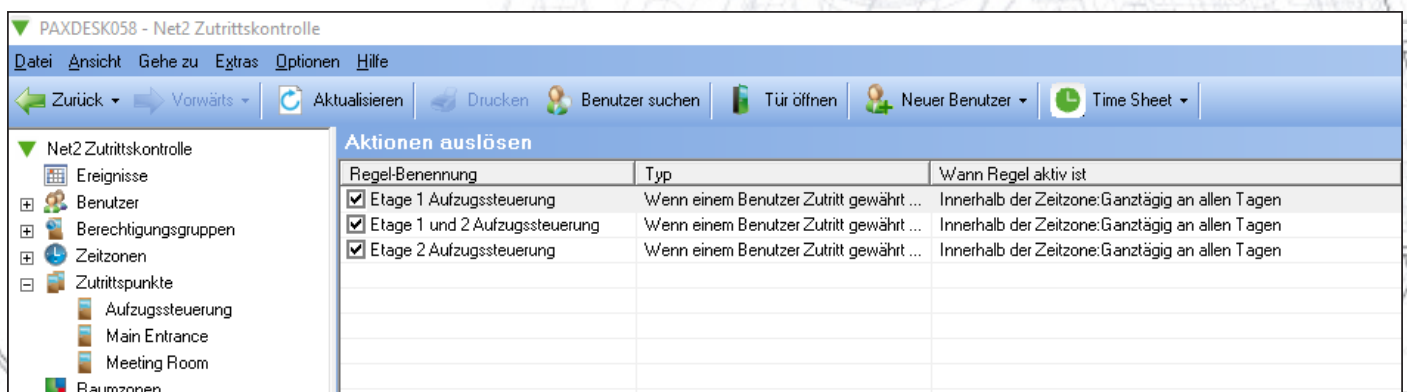 PAXDESK058 - Net2 Zutrittskontrolle
Datei Ansicht Gehe zu Extras Optionen Hilfe
Zurück Vorwärts Aktualisieren Drucken Benutzer suchen Tür öffnen Neuer Benutzer Time Sheet
Net2 Zutrittskontrolle
Ereignisse
Benutzer
Berechtigungsgruppen
Zeitzonen
Zutrittspunkte
Aufzugssteuerung
Main Entrance
Meeting Room
Raumzonen
Aktionen auslösen
Regel-Benennung Typ Wann Regel aktiv ist
Etage 1 Aufzugssteuerung Wenn einem Benutzer Zutritt gewährt ... Innerhalb der Zeitzone:Ganztägig an allen Tagen
Etage 1 und 2 Aufzugssteuerung Wenn einem Benutzer Zutritt gewährt ... Innerhalb der Zeitzone:Ganztägig an allen Tagen
Etage 2 Aufzugssteuerung Wenn einem Benutzer Zutritt gewährt ... Innerhalb der Zeitzone:Ganztägig an allen Tagen